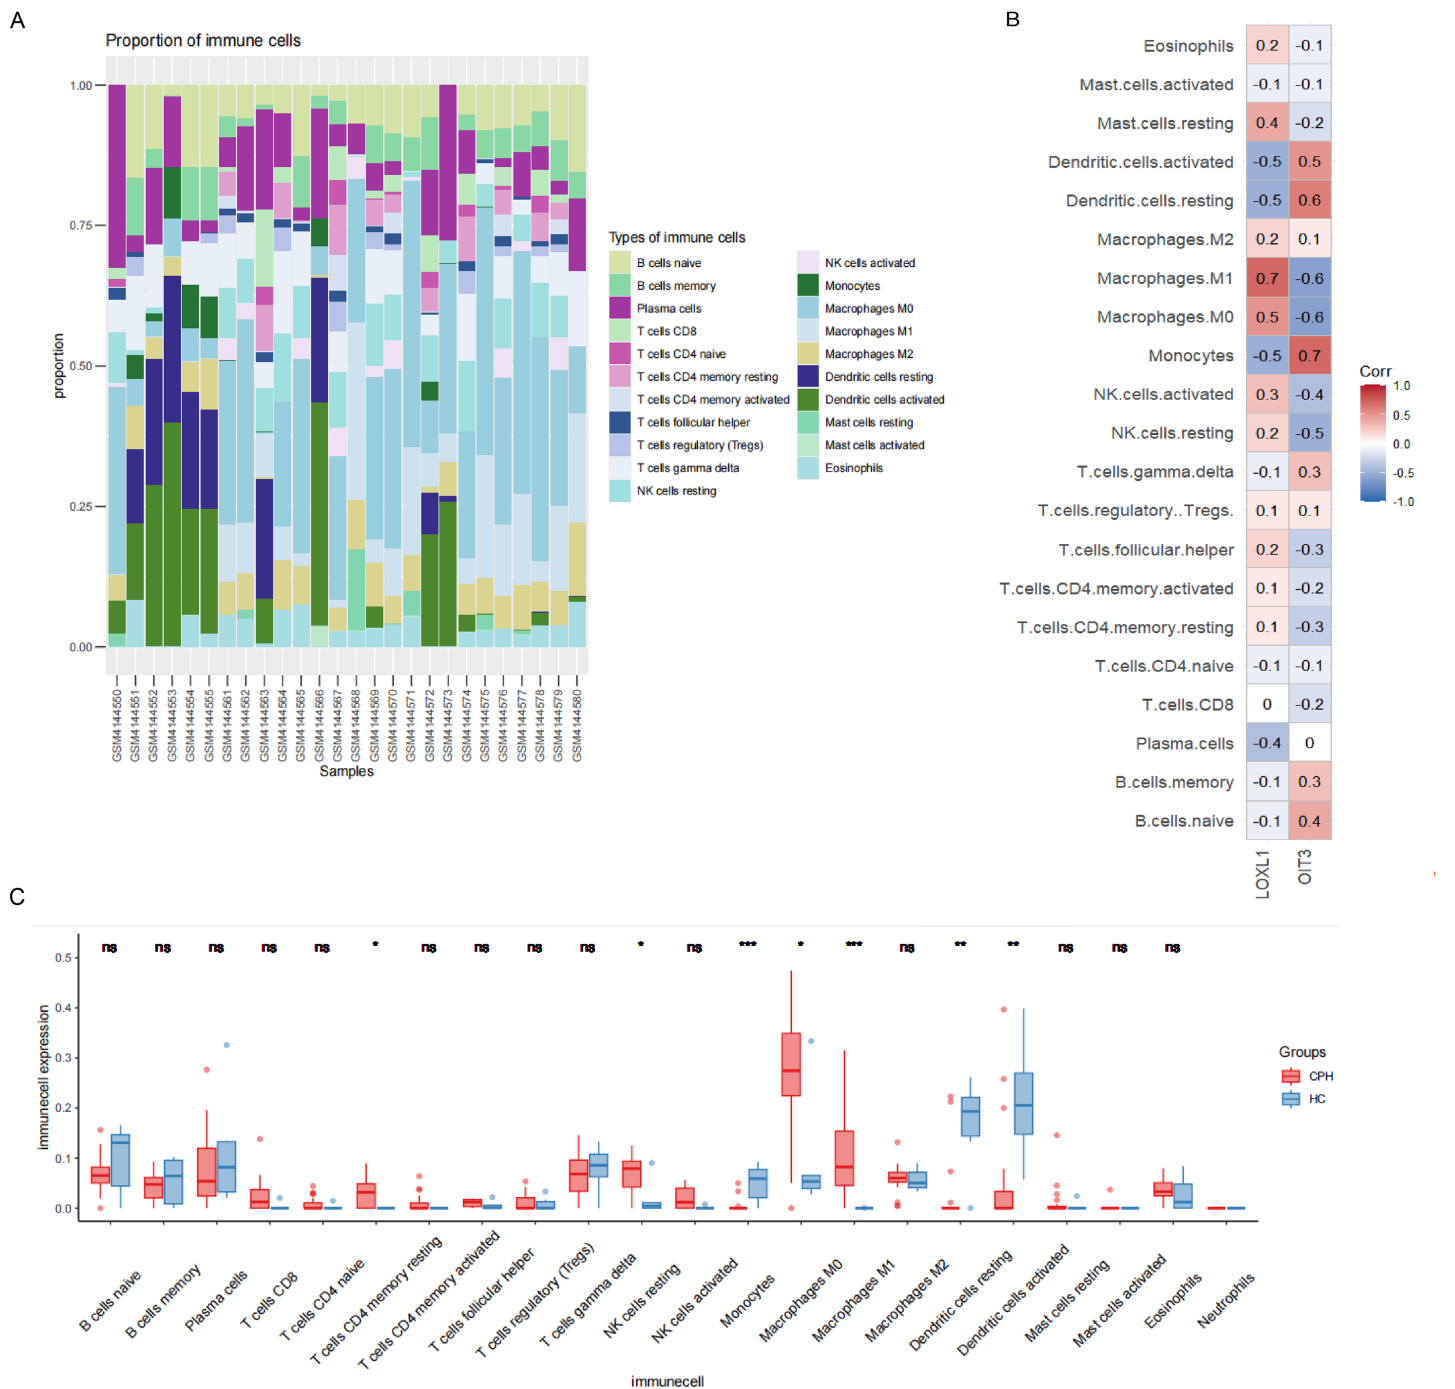 A
Proportion of immune cells
1.00
0.75
0.50
0.25
0.00
proportion
GSM4144550
GSM4144551
GSM4144552
GSM4144553
GSM4144554
GSM4144555
GSM4144561
GSM4144562
GSM4144563
GSM4144564
GSM4144565
GSM4144566
GSM4144567
GSM4144568
GSM4144569
GSM4144570
GSM4144571
GSM4144572
GSM4144573
GSM4144574
GSM4144575
GSM4144576
GSM4144577
GSM4144578
GSM4144579
GSM4144580
Samples
Types of immune cells
B cells naive
B cells memory
Plasma cells
T cells CD8
T cells CD4 naive
T cells CD4 memory resting
T cells CD4 memory activated
T cells follicular helper
T cells regulatory (Tregs)
T cells gamma delta
NK cells resting
NK cells activated
Monocytes
Macrophages M0
Macrophages M1
Macrophages M2
Dendritic cells resting
Dendritic cells activated
Mast cells resting
Mast cells activated
Eosinophils
B
Eosinophils 0.2 -0.1
Mast.cells.activated -0.1 -0.1
Mast.cells.resting 0.4 -0.2
Dendritic.cells.activated -0.5 0.5
Dendritic.cells.resting -0.5 0.6
Macrophages.M2 0.2 0.1
Macrophages.M1 0.7 -0.6
Macrophages.M0 0.5 -0.6
Monocytes -0.5 0.7
NK.cells.activated 0.3 -0.4
NK.cells.resting 0.2 -0.5
T.cells.gamma.delta -0.1 0.3
T.cells.regulatory..Tregs. 0.1 0.1
T.cells.follicular.helper 0.2 -0.3
T.cells.CD4.memory.activated 0.1 -0.2
T.cells.CD4.memory.resting 0.1 -0.3
T.cells.CD4.naive -0.1 -0.1
T.cells.CD8 0 -0.2
Plasma.cells -0.4 0
B.cells.memory -0.1 0.3
B.cells.naive -0.1 0.4
LOXL1 OIT3
Corr
1.0
0.5
0.0
-0.5
-1.0
C
ns ns ns ns ns * ns ns ns ns * ns *** * *** ns ** ** ns ns ns
0.5
0.4
0.3
0.2
0.1
0.0
immunecell expression
B cells naive
B cells memory
Plasma cells
T cells CD8
T cells CD4 naive
T cells CD4 memory resting
T cells CD4 memory activated
T cells follicular helper
T cells regulatory (Tregs)
T cells gamma delta
NK cells resting
NK cells activated
Monocytes
Macrophages M0
Macrophages M1
Macrophages M2
Dendritic cells resting
Dendritic cells activated
Mast cells resting
Mast cells activated
Eosinophils
Neutrophils
immunecell
Groups
CPH
HC